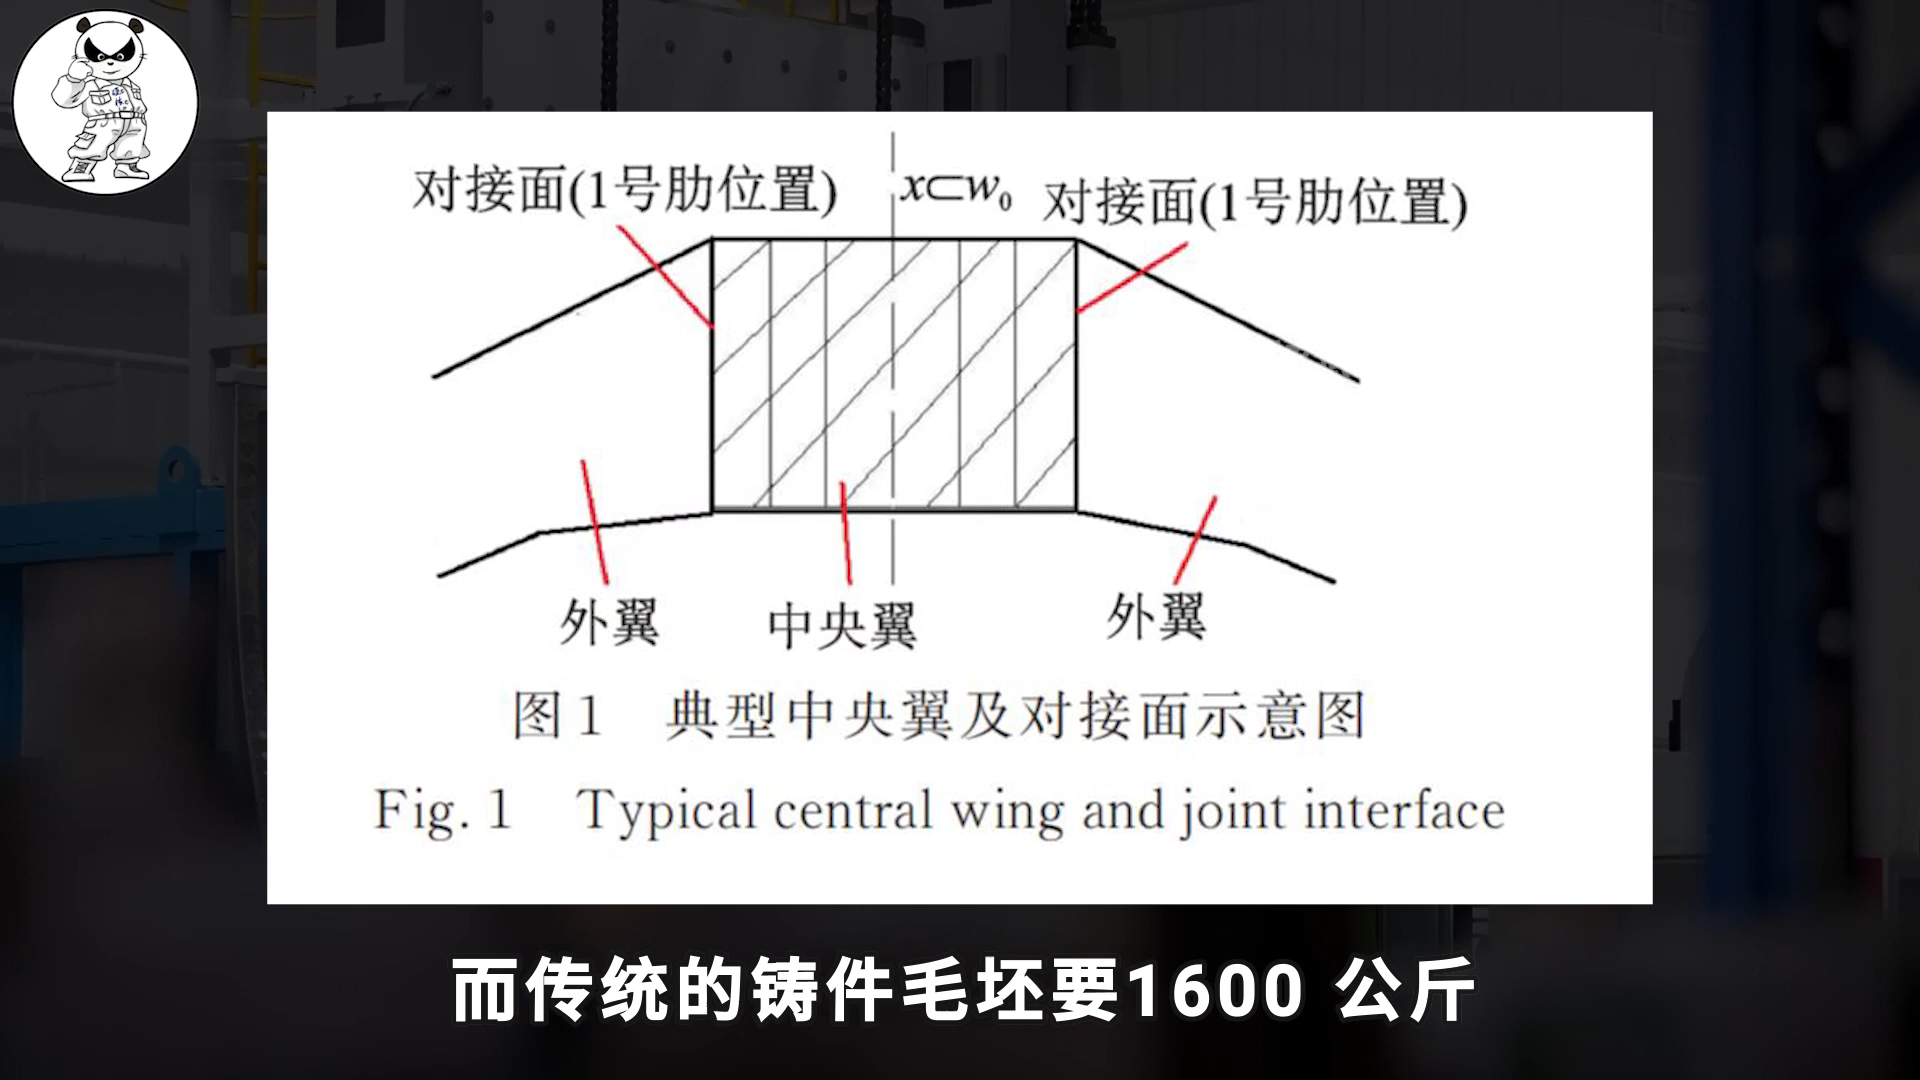 对接面(1号肋位置) x⊂w₀ 对接面(1号肋位置)
外翼 中央翼 外翼
图1 典型中央翼及对接面示意图
Fig. 1 Typical central wing and joint interface
而传统的铸件毛坯要1600 公斤